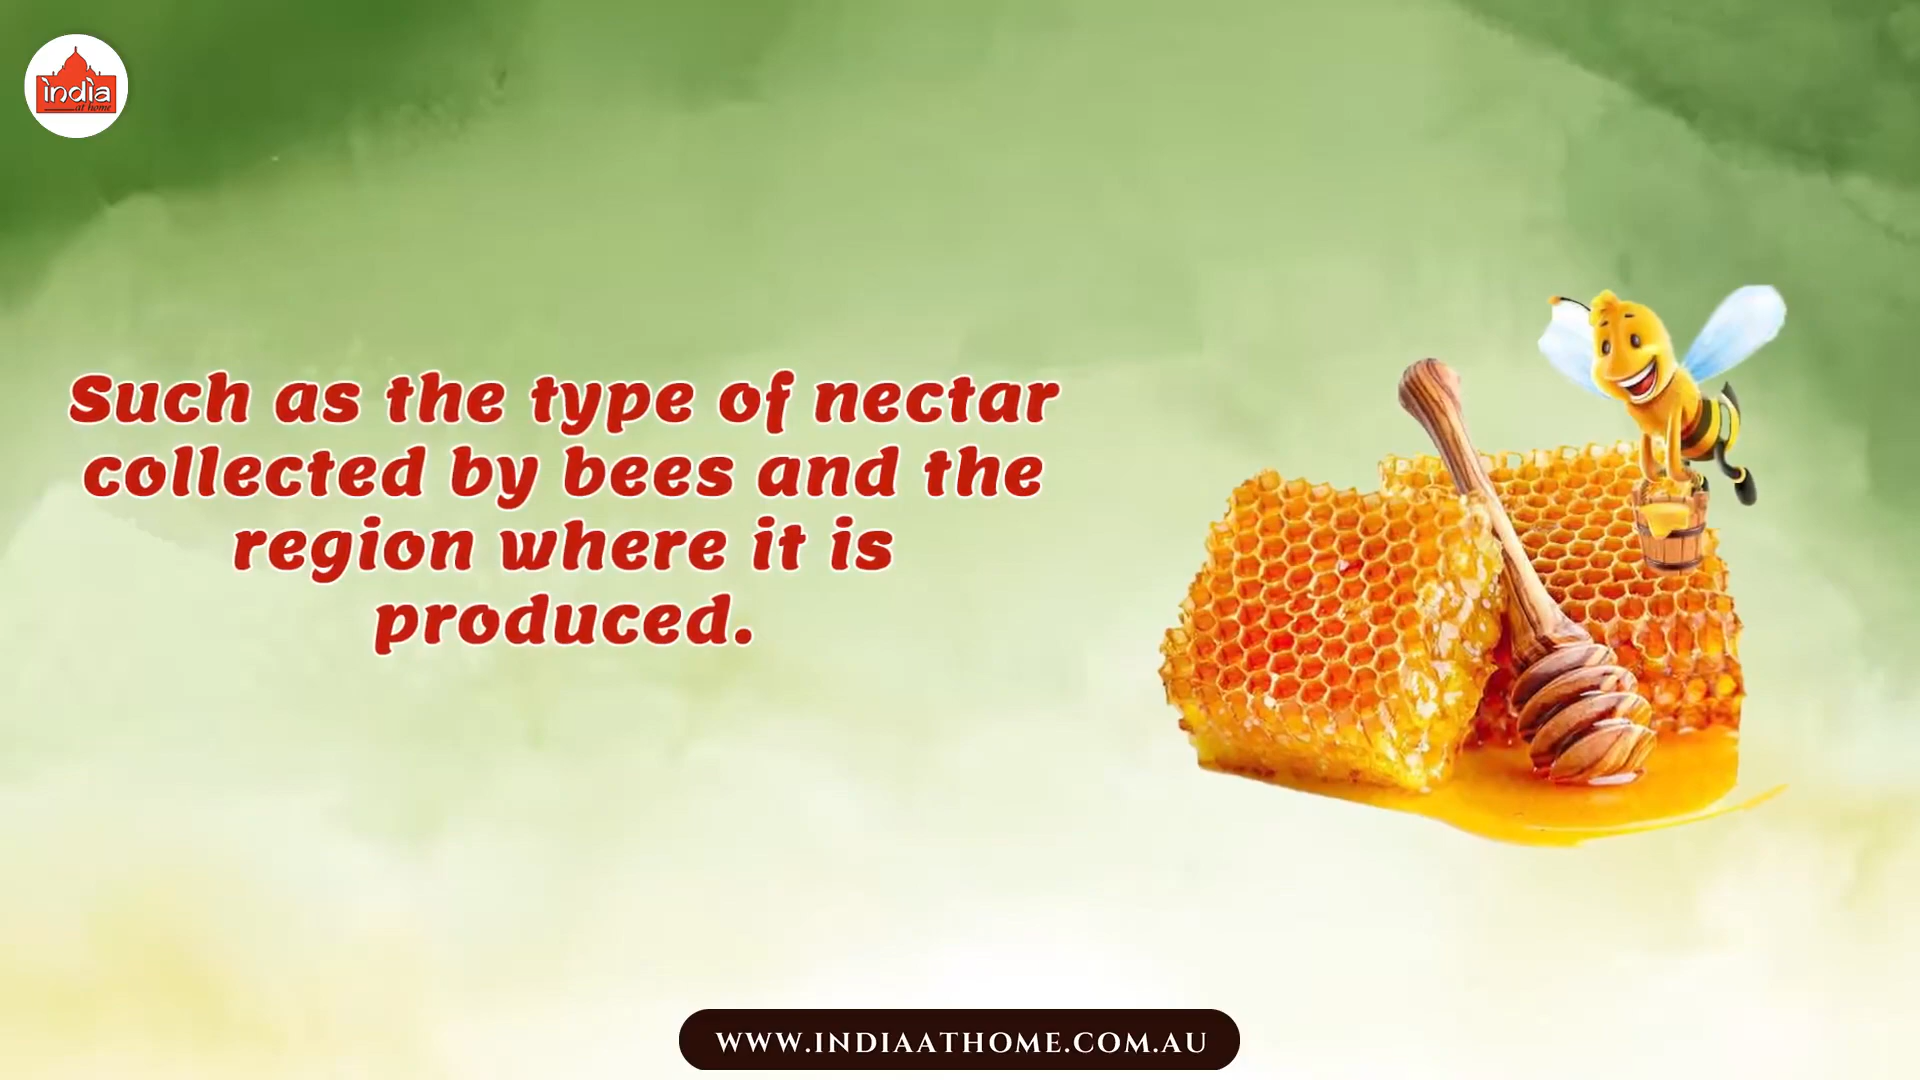 india
at home
Such as the type of nectar
collected by bees and the
region where it is
produced.
WWW.INDIAATHOME.COM.AU